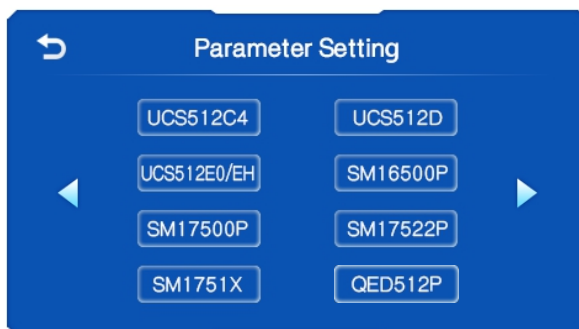 Parameter Setting
UCS512C4 UCS512D
UCS512E0/EH SM16500P
SM17500P SM17522P
SM1751X QED512P